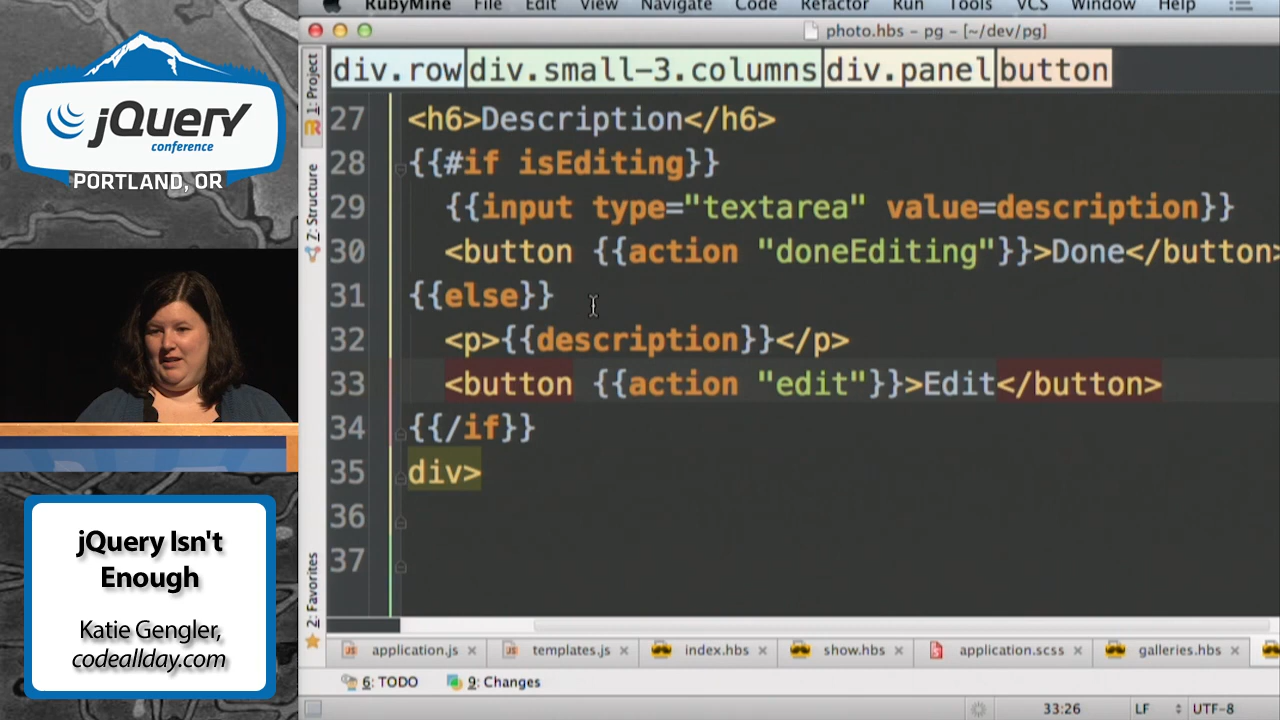 RubyMine File Edit View Navigate Code Refactor Run Tools VCS Window Help
photo.hbs – pg – [~/dev/pg]
div.row div.small-3.columns div.panel button
1: Project
7: Structure
2: Favorites
27 <h6>Description</h6>
28 {{#if isEditing}}
29 {{input type="textarea" value=description}}
30 <button {{action "doneEditing"}}>Done</button>
31 {{else}}
32 <p>{{description}}</p>
33 <button {{action "edit"}}>Edit</button>
34 {{/if}}
35 div>
36
37
application.js templates.js index.hbs show.hbs application.scss galleries.hbs
6: TODO 9: Changes
33:26 LF UTF-8
jQuery
conference
PORTLAND, OR
jQuery Isn't
Enough
Katie Gengler,
codeallday.com